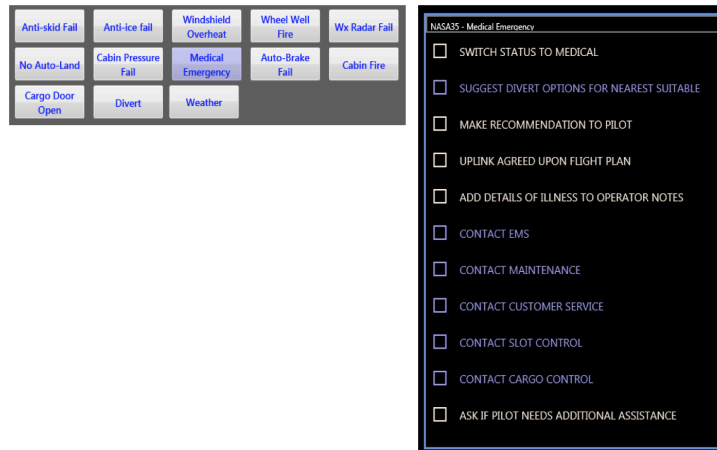 Anti-skid Fail
Anti-ice fail
Windshield
Overheat
Wheel Well
Fire
Wx Radar Fail
No Auto-Land
Cabin Pressure
Fail
Medical
Emergency
Auto-Brake
Fail
Cabin Fire
Cargo Door
Open
Divert
Weather
NASA35 - Medical Emergency
SWITCH STATUS TO MEDICAL
SUGGEST DIVERT OPTIONS FOR NEAREST SUITABLE
MAKE RECOMMENDATION TO PILOT
UPLINK AGREED UPON FLIGHT PLAN
ADD DETAILS OF ILLNESS TO OPERATOR NOTES
CONTACT EMS
CONTACT MAINTENANCE
CONTACT CUSTOMER SERVICE
CONTACT SLOT CONTROL
CONTACT CARGO CONTROL
ASK IF PILOT NEEDS ADDITIONAL ASSISTANCE